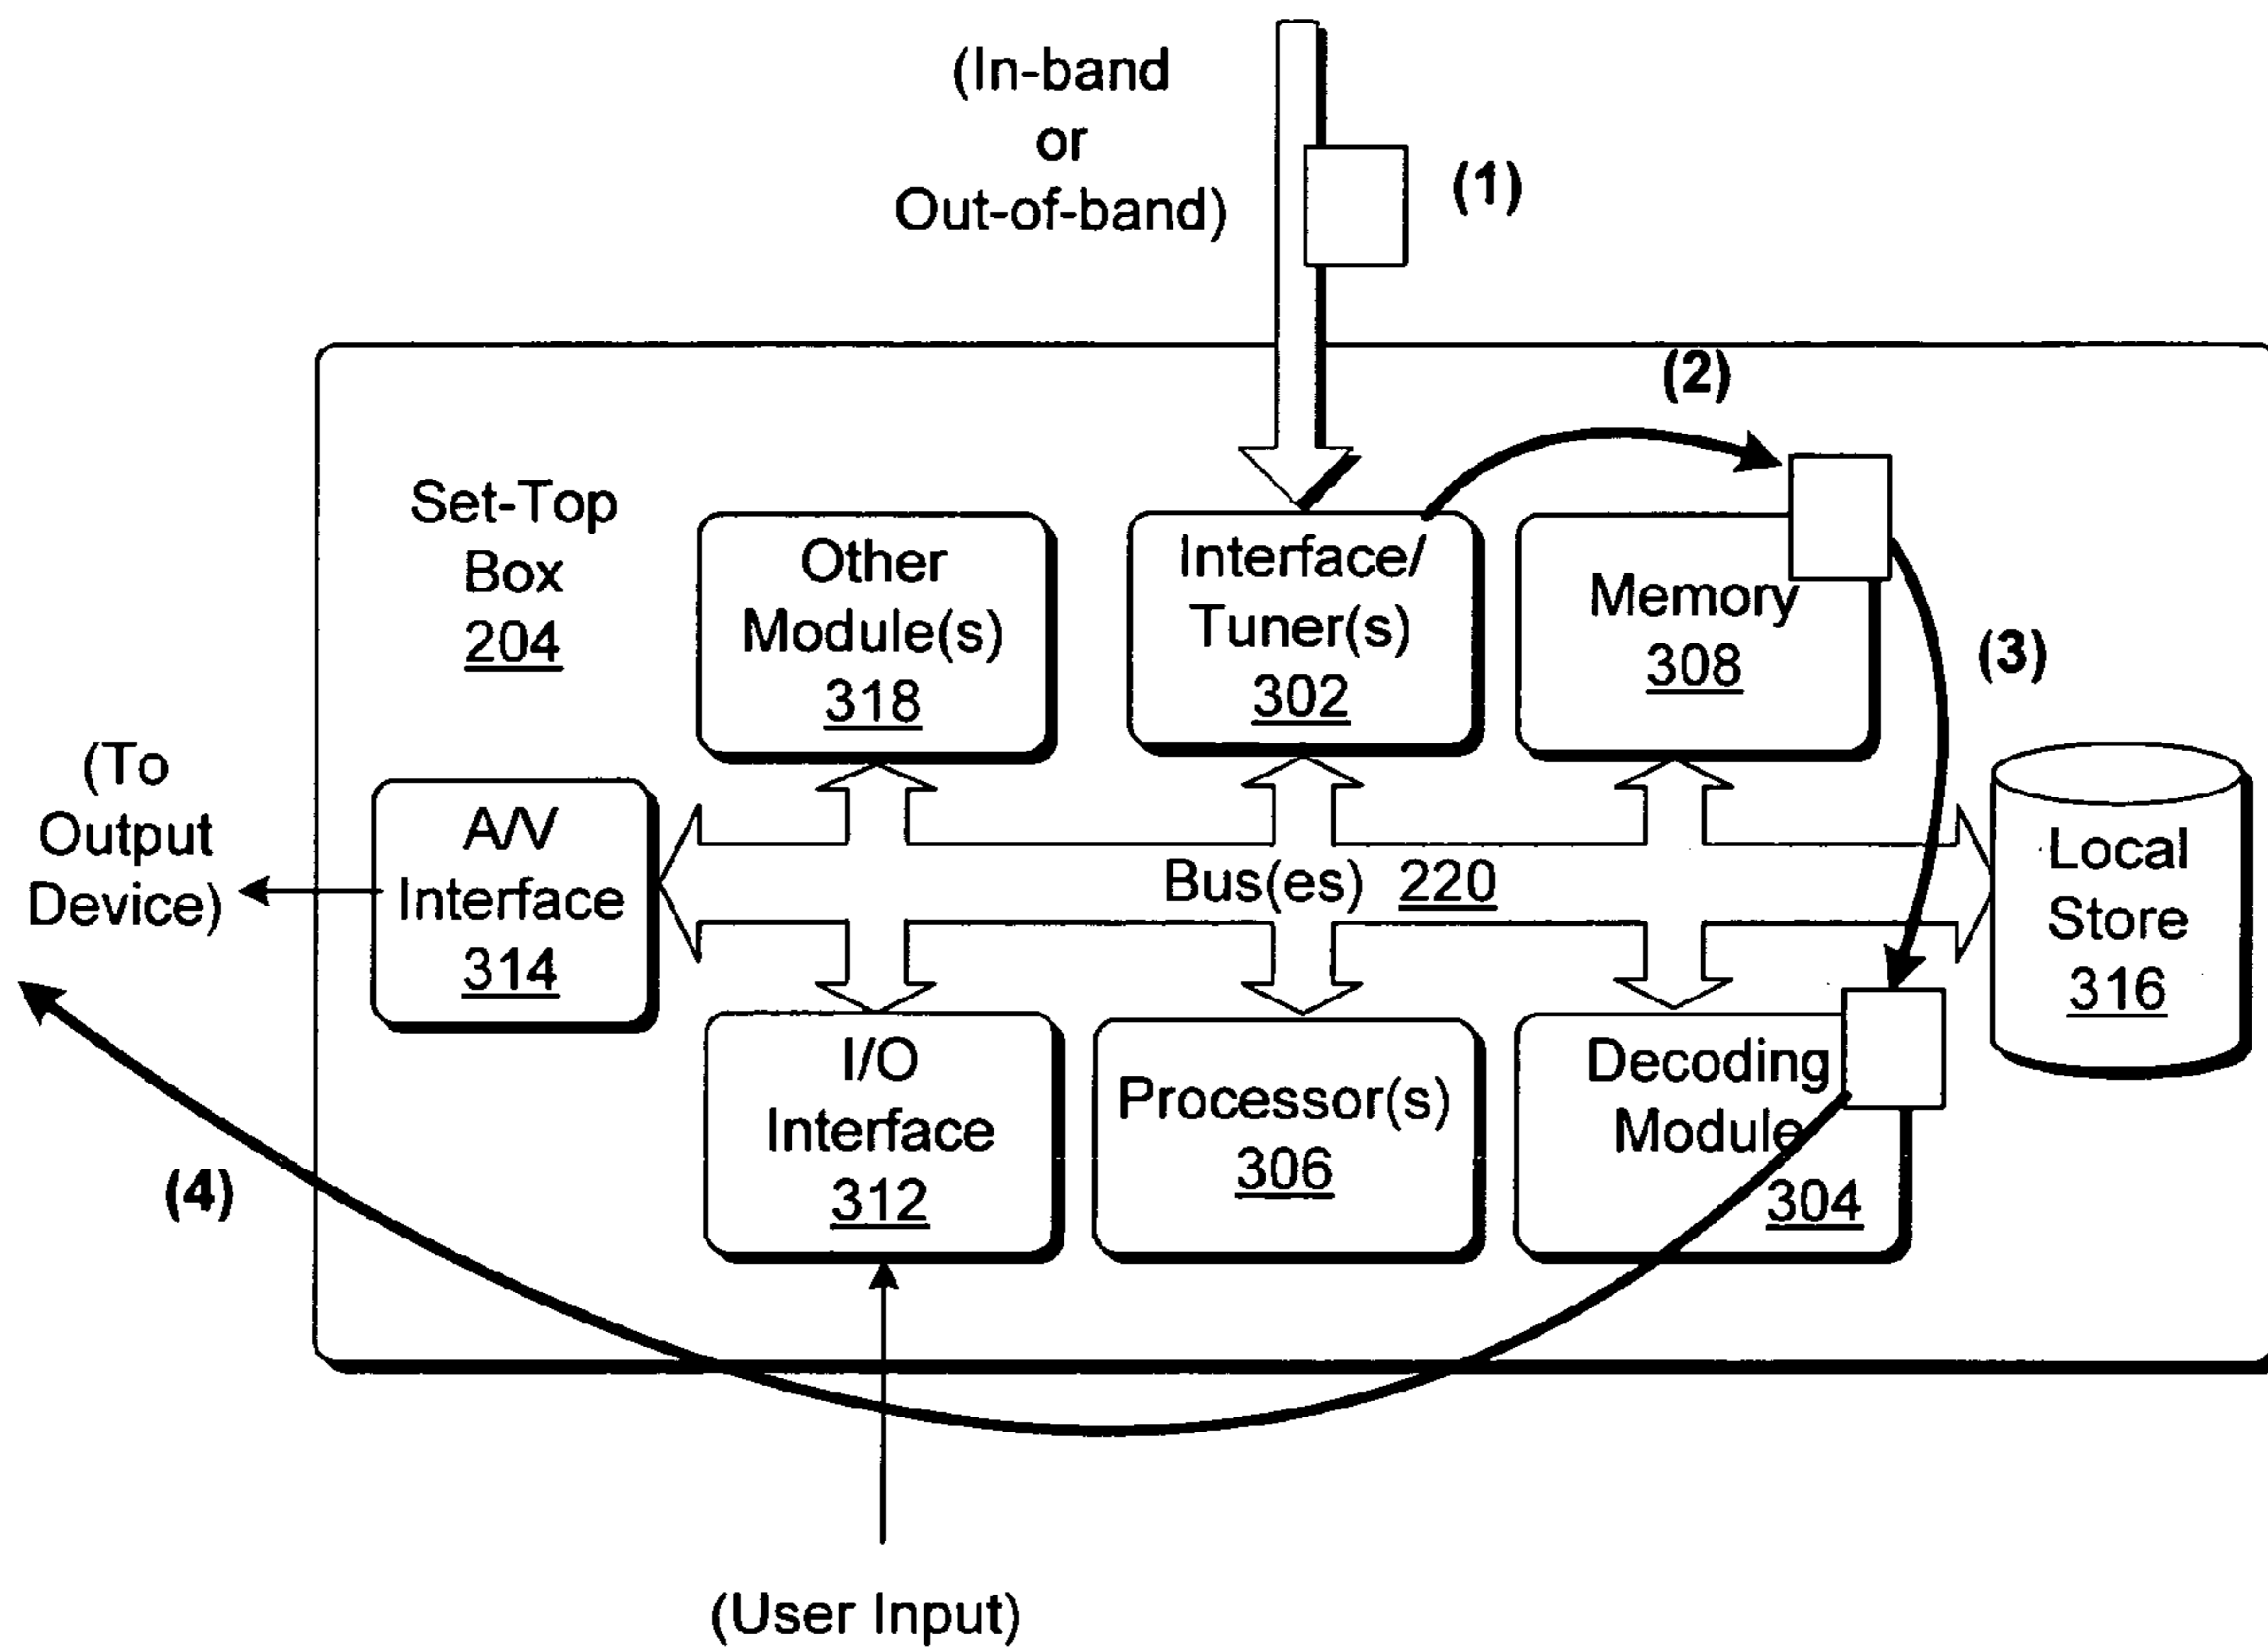 (In-band
or
Out-of-band)
(1)
(2)
Set-Top
Box
204
Other
Module(s)
318
Interface/
Tuner(s)
302
Memory
308
(3)
(To
Output
Device)
A/V
Interface
314
Bus(es) 220
Local
Store
316
I/O
Interface
312
Processor(s)
306
Decoding
Module
304
(4)
(User Input)